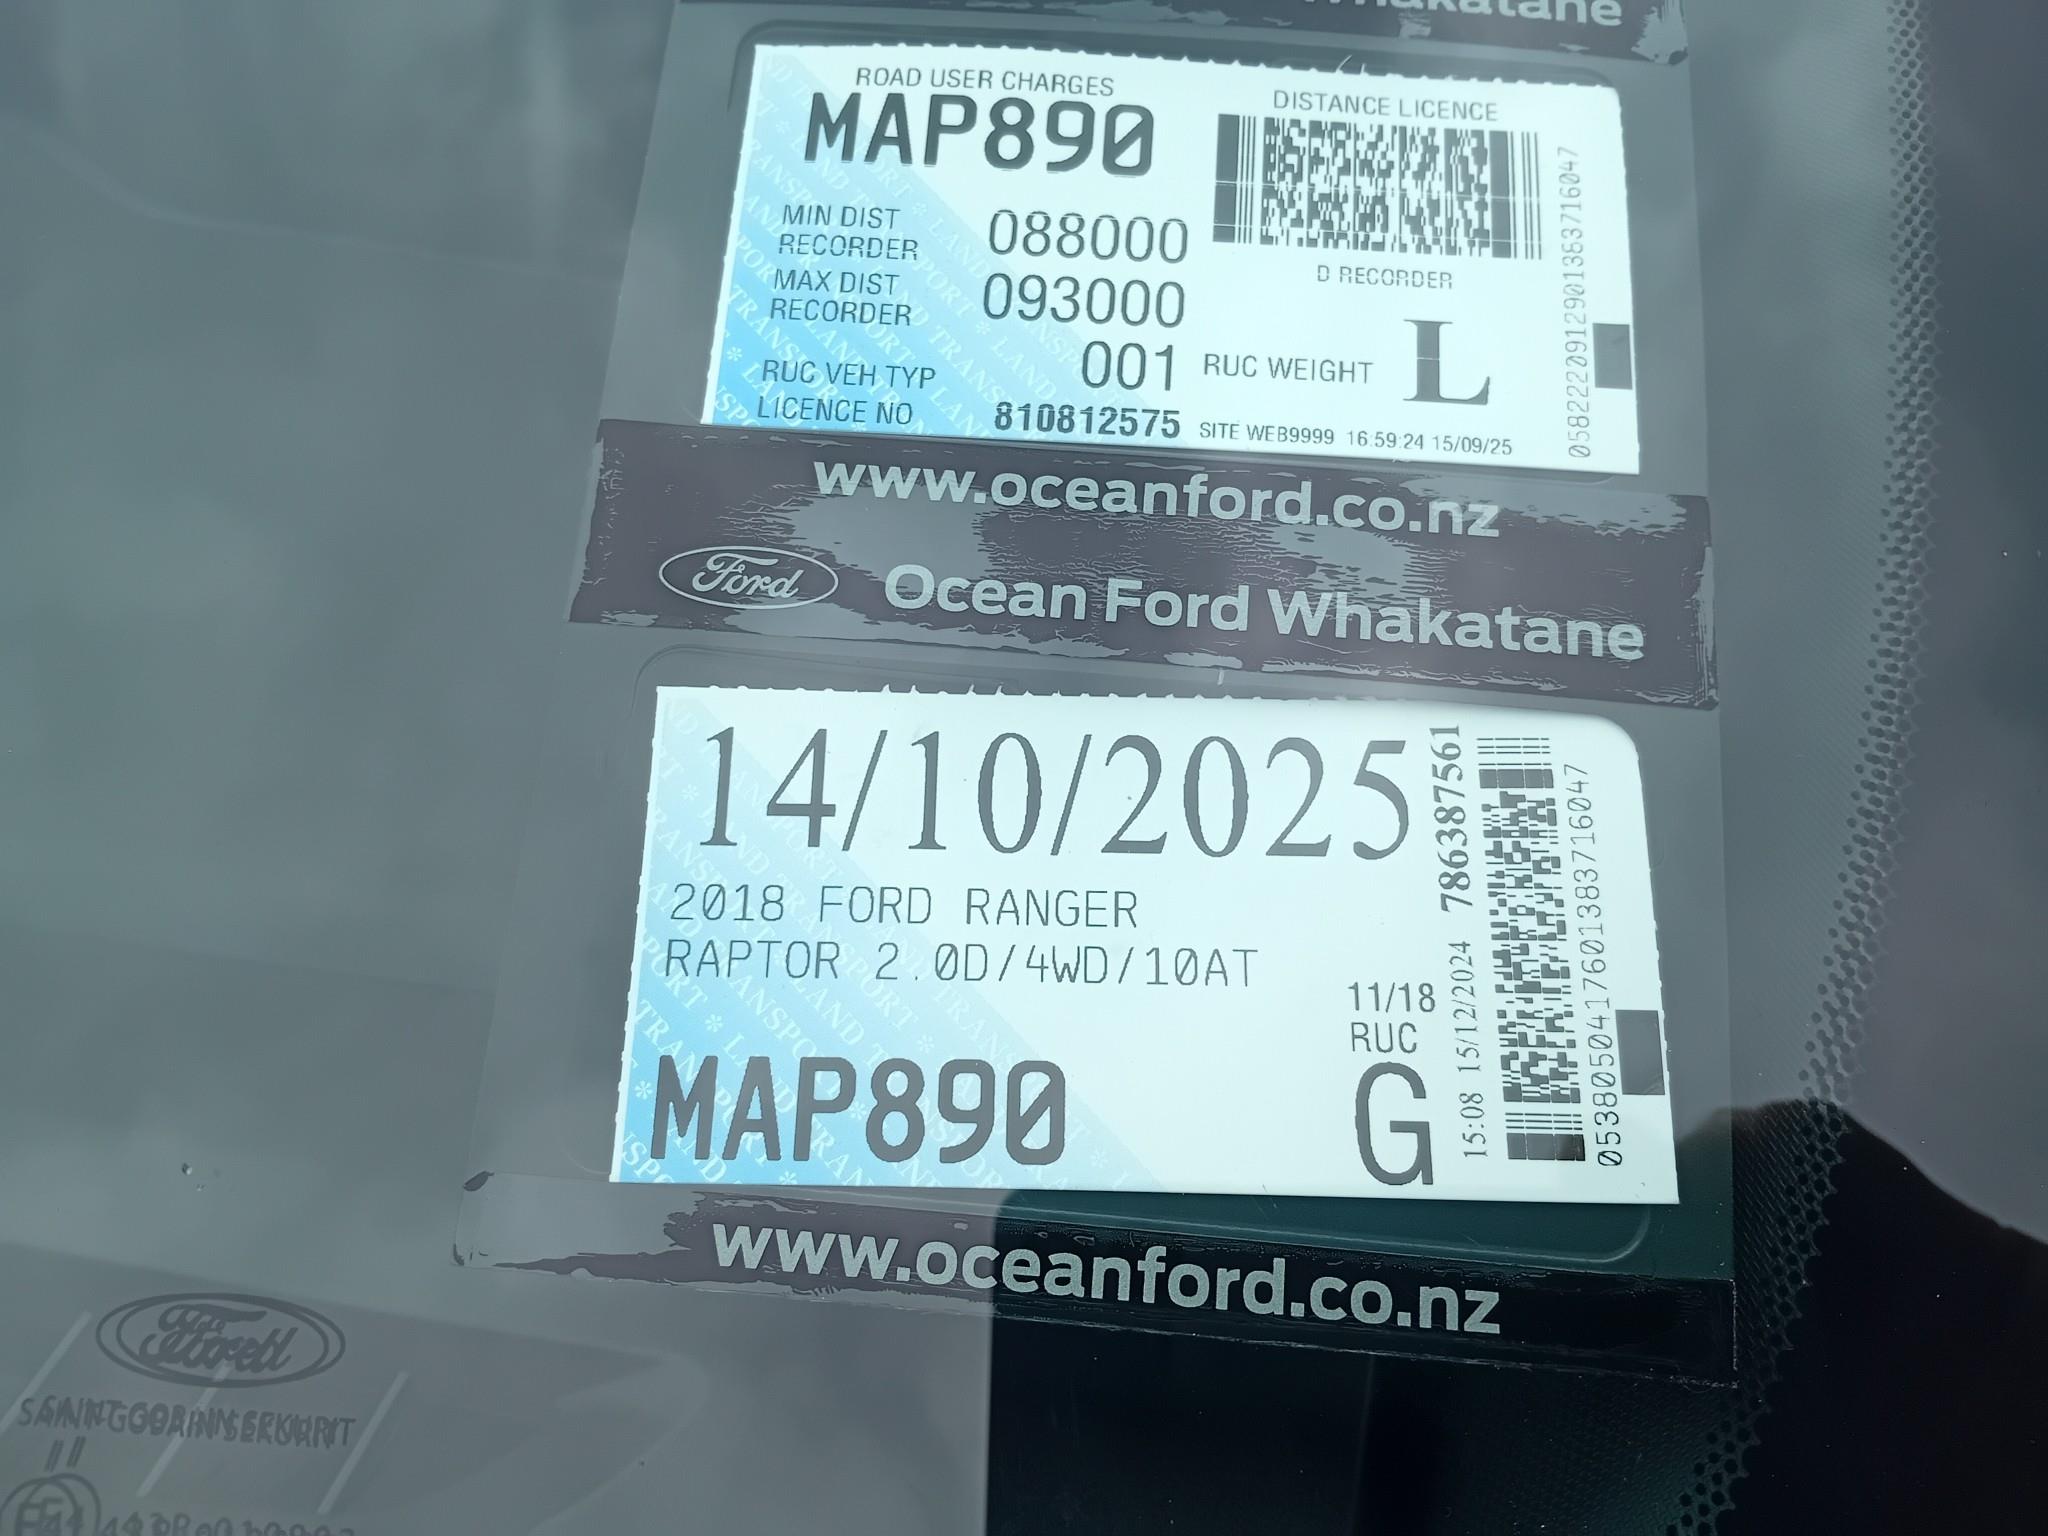 Whakatane
ROAD USER CHARGES
MAP890
DISTANCE LICENCE
MIN DIST
RECORDER
088000
D RECORDER
MAX DIST
RECORDER
093000
RUC VEH TYP
001
RUC WEIGHT
L
LICENCE NO
810812575
SITE WEB9999 16:59:24 15/09/25
www.oceanford.co.nz
Ford
Ocean Ford Whakatane
14/10/2025
2018 FORD RANGER
RAPTOR 2.0D/4WD/10AT
11/18
RUC
MAP890
G
15:08 15/12/2024 786387561
www.oceanford.co.nz